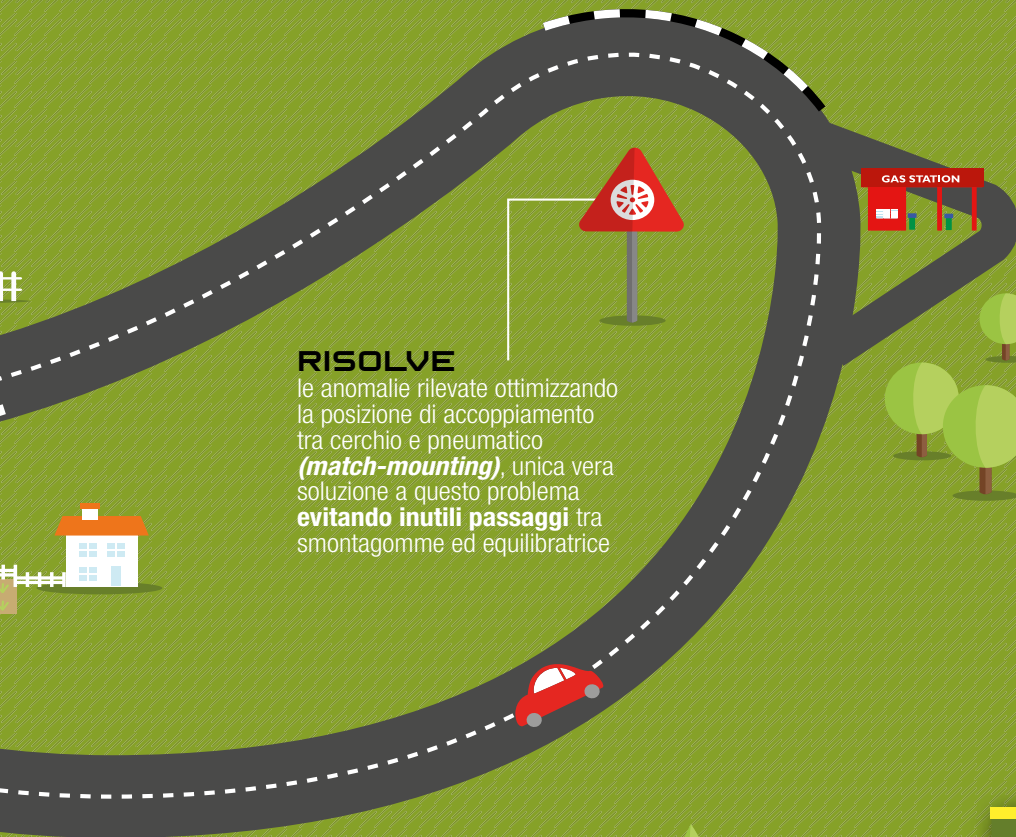 GAS STATION
RISOLVE
le anomalie rilevate ottimizzando
la posizione di accoppiamento
tra cerchio e pneumatico
(match-mounting), unica vera
soluzione a questo problema
evitando inutili passaggi tra
smontagomme ed equilibratrice